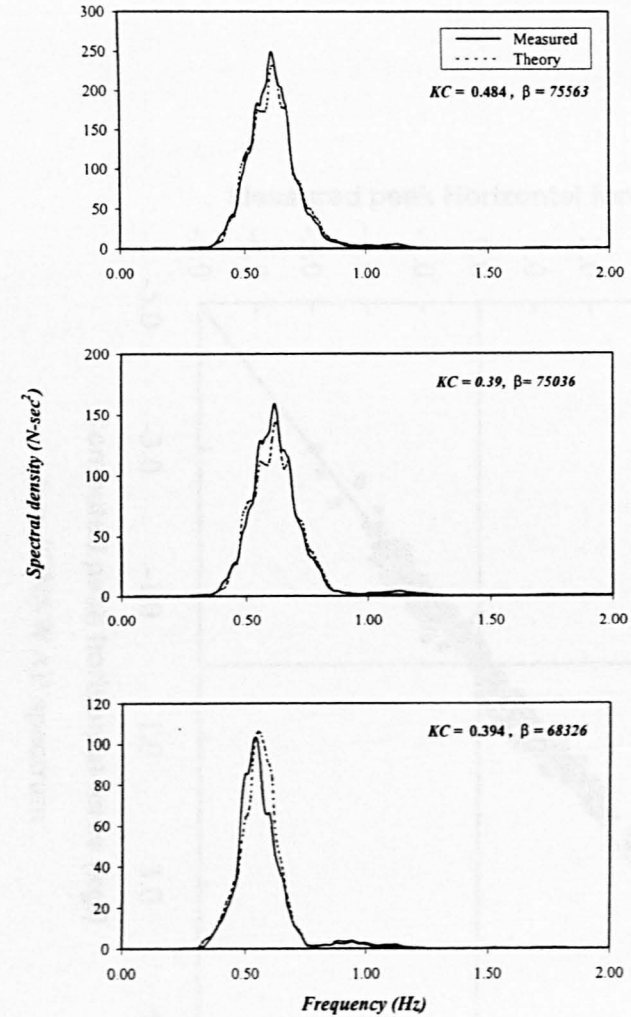 300
Measured
Theory
250
KC = 0.484 , β = 75563
200
150
100
50
0
0.00 0.50 1.00 1.50 2.00
200
KC = 0.39, β= 75036
150
100
50
0
0.00 0.50 1.00 1.50 2.00
Spectral density (N-sec²)
120
KC = 0.394 , β = 68326
100
80
60
40
20
0
0.00 0.50 1.00 1.50 2.00
Frequency (Hz)